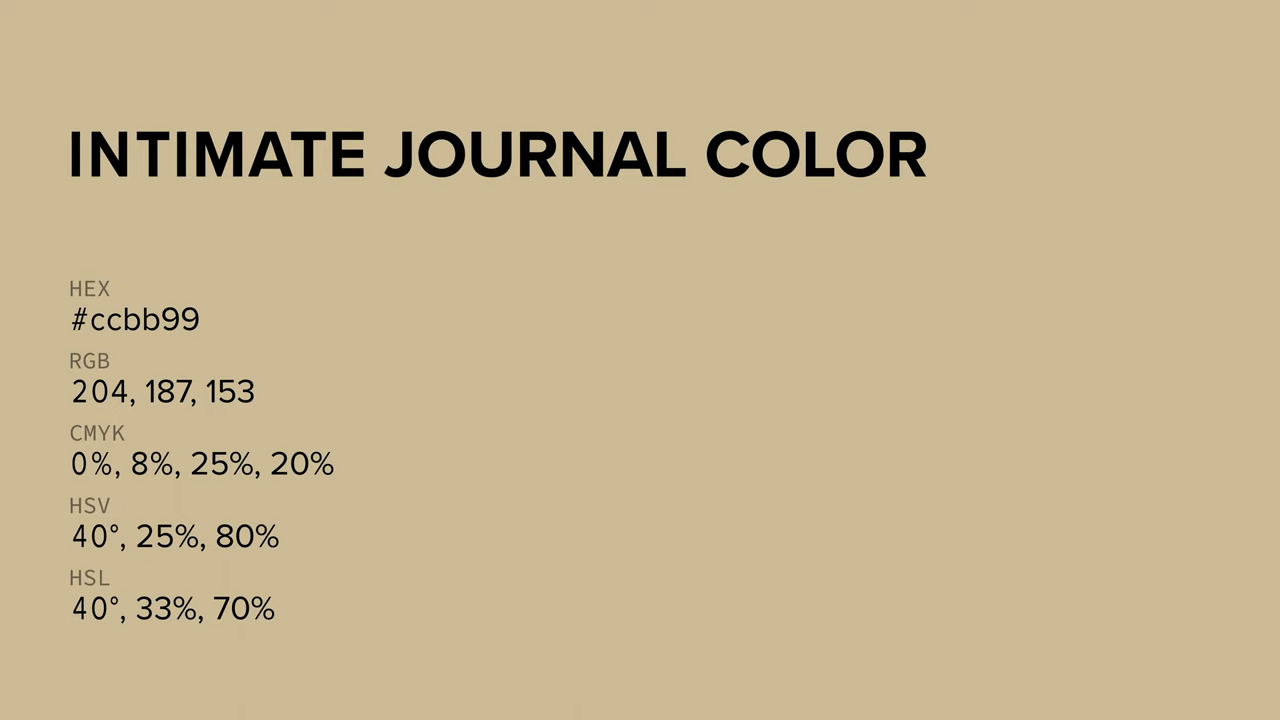 INTIMATE JOURNAL COLOR
HEX
#ccbb99
RGB
204, 187, 153
CMYK
0%, 8%, 25%, 20%
HSV
40°, 25%, 80%
HSL
40°, 33%, 70%